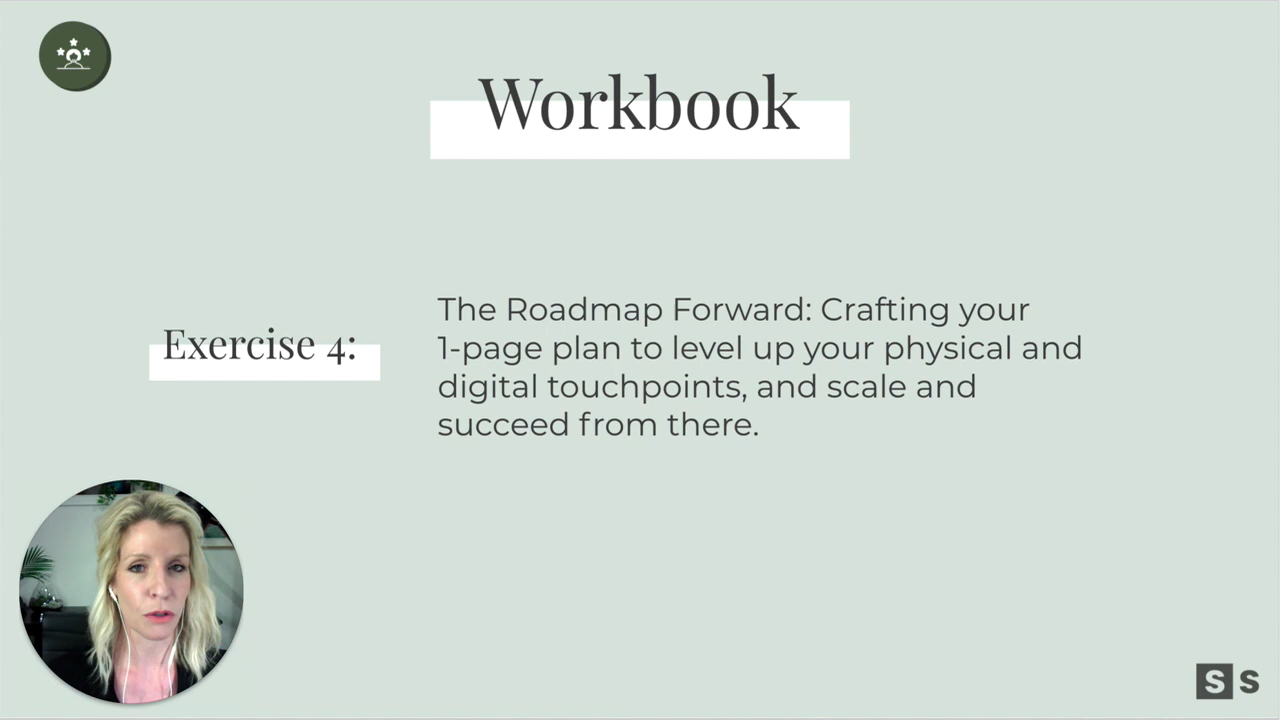 Workbook
Exercise 4:
The Roadmap Forward: Crafting your
1-page plan to level up your physical and
digital touchpoints, and scale and
succeed from there.
S S